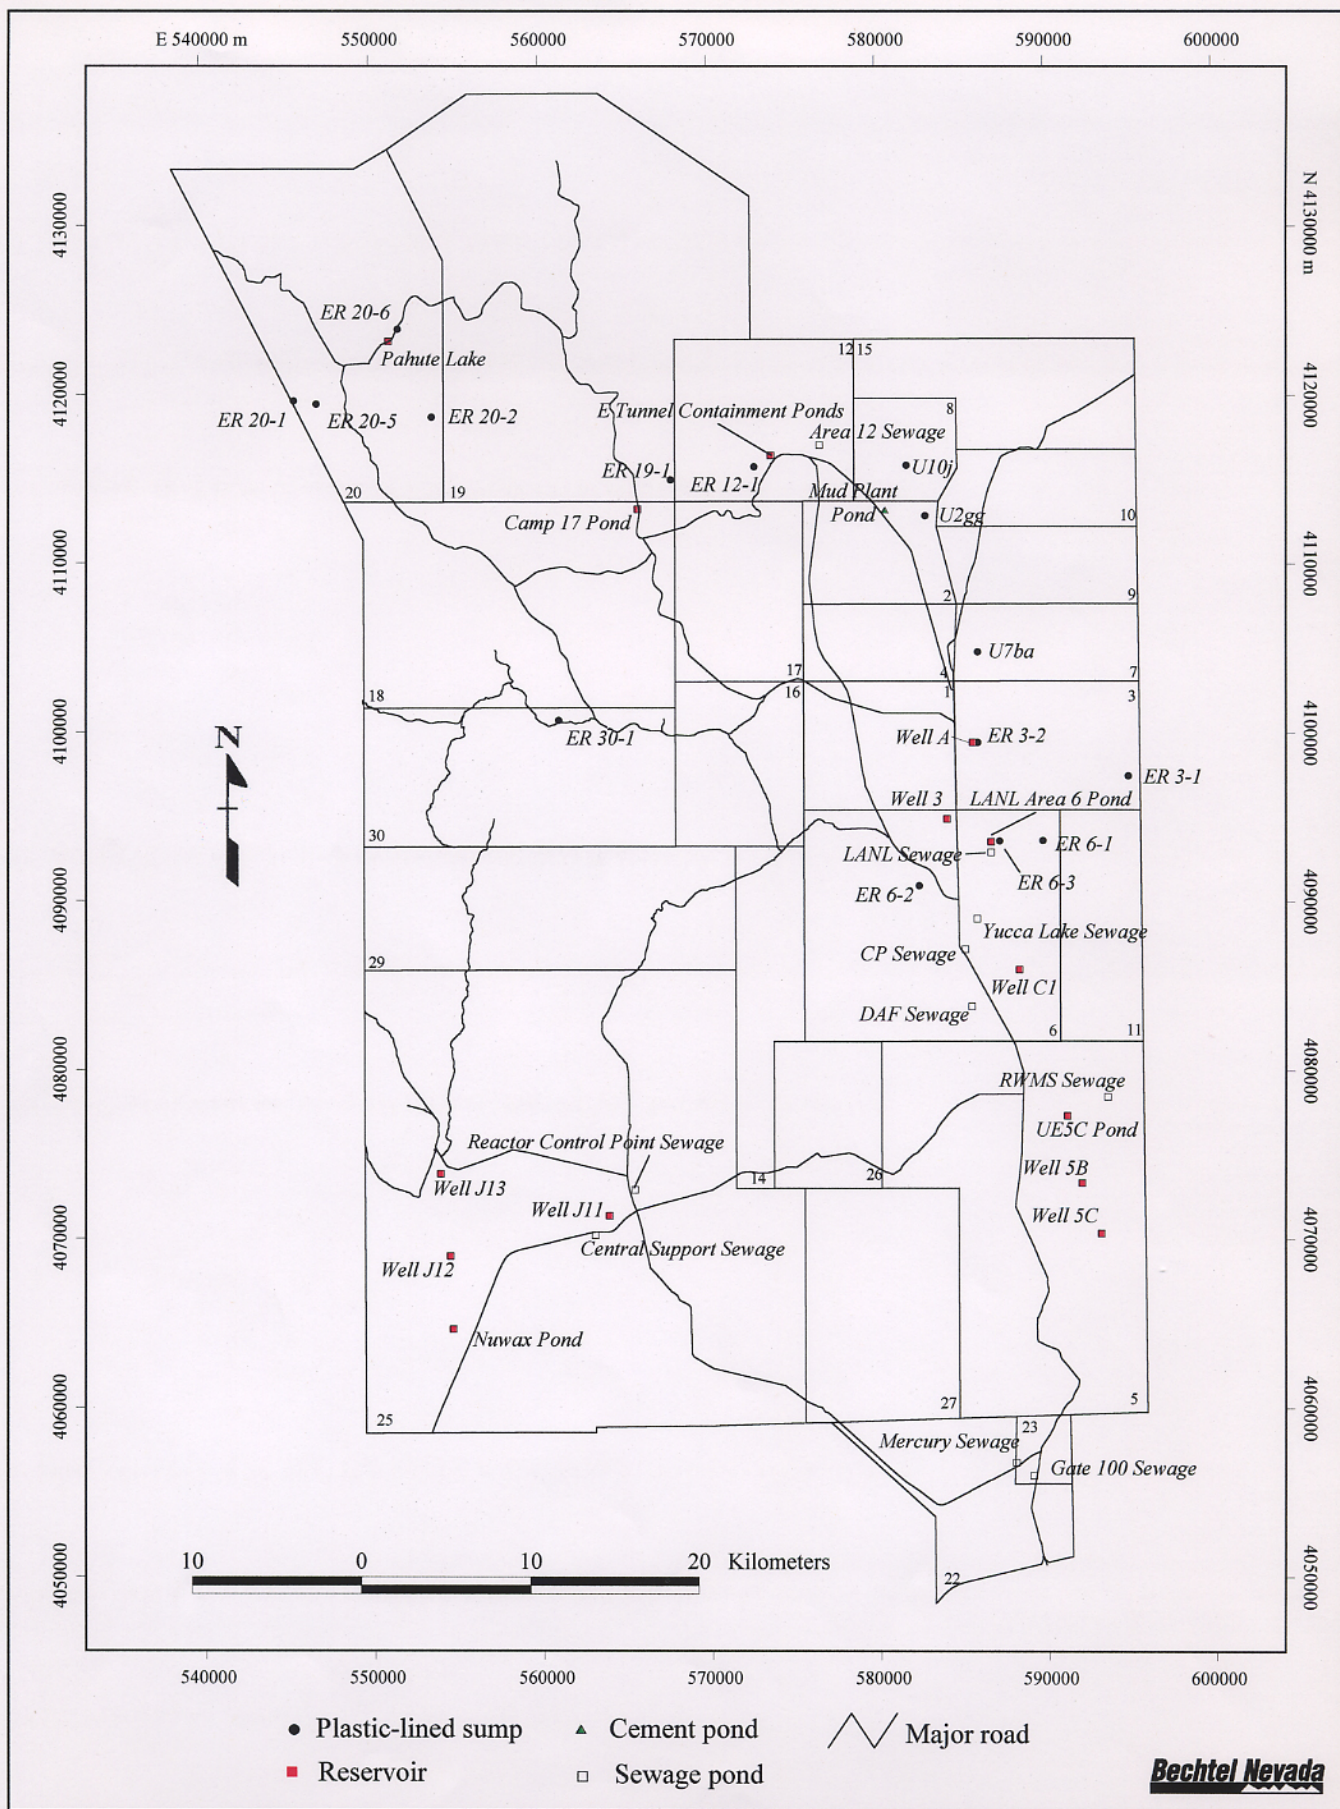 E 540000 m 550000 560000 570000 580000 590000 600000
4130000
N 4130000 m
ER 20-6
Pahute Lake
12 15
4120000
4120000
ER 20-1
ER 20-5
ER 20-2
E Tunnel Containment Ponds
8
Area 12 Sewage
ER 19-1
ER 12-1
U10j
Mud Plant
Pond
U2gg
20
19
Camp 17 Pond
10
4110000
4110000
2
9
U7ba
17
4
7
18
16
1
3
4100000
4100000
N
ER 30-1
Well A
ER 3-2
ER 3-1
Well 3
LANL Area 6 Pond
30
LANL Sewage
ER 6-1
ER 6-3
ER 6-2
4090000
4090000
Yucca Lake Sewage
CP Sewage
29
Well C1
DAF Sewage
6
11
4080000
4080000
RWMS Sewage
UE5C Pond
Reactor Control Point Sewage
Well 5B
14
26
Well J13
Well J11
Well 5C
4070000
4070000
Central Support Sewage
Well J12
Nuwax Pond
4060000
4060000
25
27
5
23
Mercury Sewage
Gate 100 Sewage
10 0 10 20 Kilometers
4050000
4050000
22
540000 550000 560000 570000 580000 590000 600000
Plastic-lined sump
Cement pond
Major road
Reservoir
Sewage pond
Bechtel Nevada